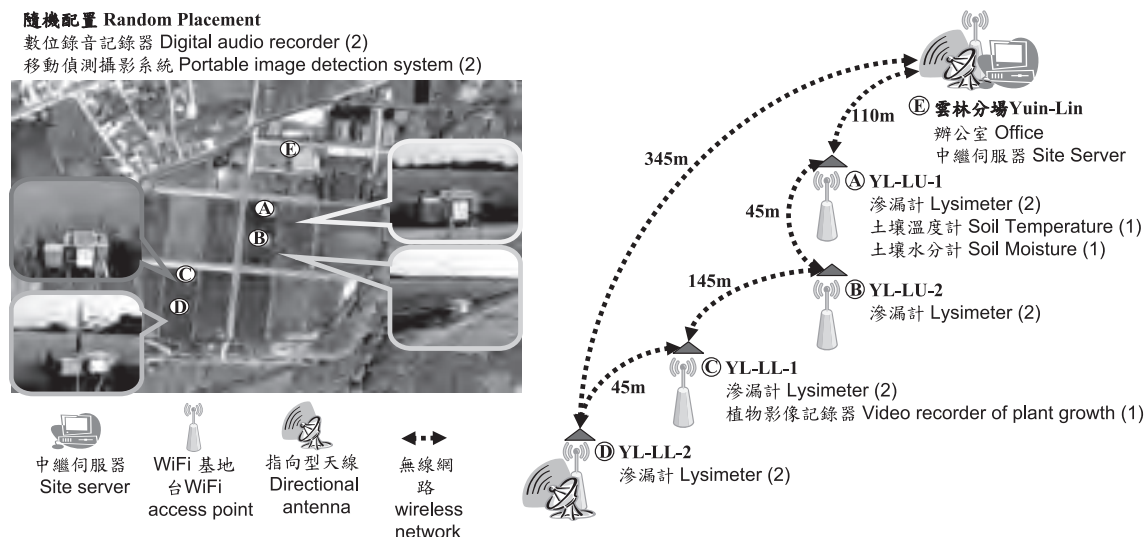 隨機配置 Random Placement
數位錄音記錄器 Digital audio recorder (2)
移動偵測攝影系統 Portable image detection system (2)
E
A
B
C
D
中繼伺服器
Site server
WiFi 基地
台WiFi
access point
指向型天線
Directional
antenna
無線網
路
wireless
network
345m
110m
45m
145m
45m
E 雲林分場Yuin-Lin
辦公室 Office
中繼伺服器 Site Server
A YL-LU-1
滲漏計 Lysimeter (2)
土壤溫度計 Soil Temperature (1)
土壤水分計 Soil Moisture (1)
B YL-LU-2
滲漏計 Lysimeter (2)
C YL-LL-1
滲漏計 Lysimeter (2)
植物影像記錄器 Video recorder of plant growth (1)
D YL-LL-2
滲漏計 Lysimeter (2)